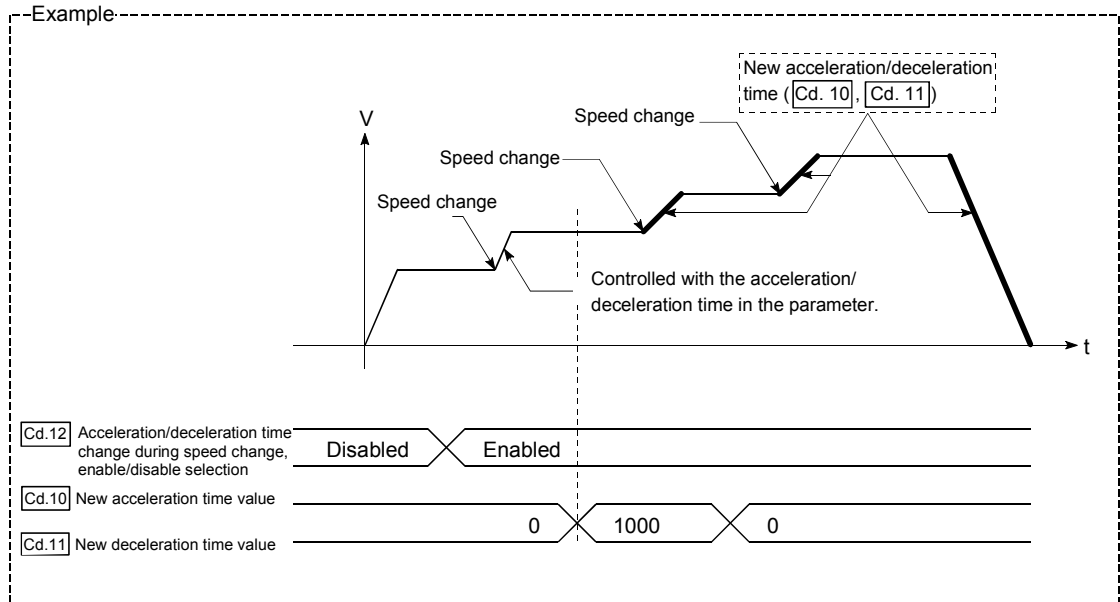 Example
New acceleration/deceleration
time ( Cd. 10 , Cd. 11 )
Speed change
V
Speed change
Speed change
Controlled with the acceleration/
deceleration time in the parameter.
t
Cd.12 Acceleration/deceleration time
change during speed change,
enable/disable selection
Disabled
Enabled
Cd.10 New acceleration time value
0
1000
0
Cd.11 New deceleration time value